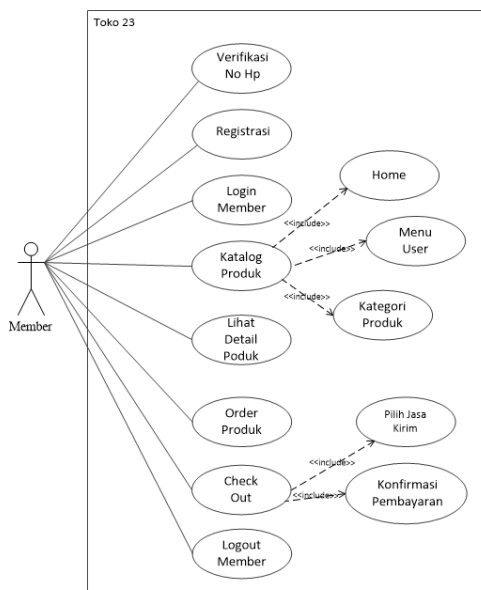 Toko 23
Verifikasi
No Hp
Registrasi
Login
Member
Home
<<include>>
Menu
User
<<include>>
Katalog
Produk
<<include>>
Kategori
Produk
Member
Lihat
Detail
Poduk
Order
Produk
Pilih Jasa
Kirim
<<include>>
Check
Out
<<include>>
Konfirmasi
Pembayaran
Logout
Member